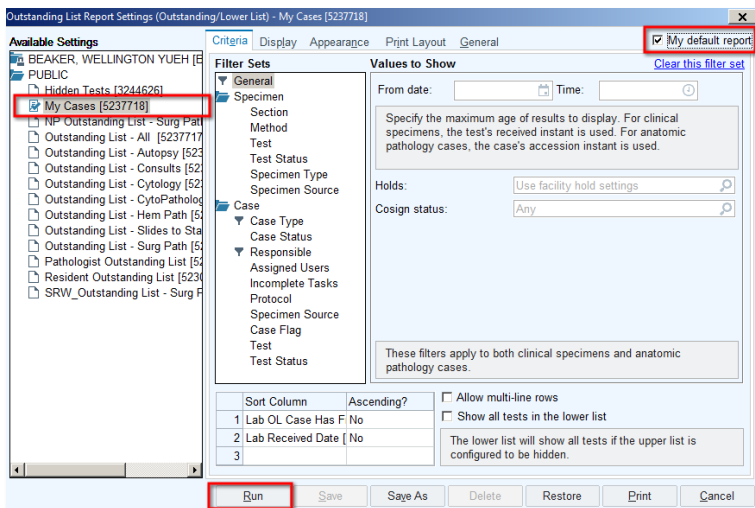 Outstanding List Report Settings (Outstanding/Lower List) - My Cases [5237718]
Available Settings
BEAKER, WELLINGTON YUEH [E
PUBLIC
Hidden Tests [3244626]
My Cases [5237718]
NP Outstanding List - Surg Path
Outstanding List - All [5237717
Outstanding List - Autopsy [523
Outstanding List - Consults [52
Outstanding List - Cytology [52
Outstanding List - CytoPatholog
Outstanding List - Hem Path [52
Outstanding List - Slides to Sta
Outstanding List - Surg Path [52
Pathologist Outstanding List [52
Resident Outstanding List [5230
SRW_Outstanding List - Surg P
Criteria Display Appearance Print Layout General
My default report
Filter Sets
General
Specimen
Section
Method
Test
Test Status
Specimen Type
Specimen Source
Case
Case Type
Case Status
Responsible
Assigned Users
Incomplete Tasks
Protocol
Specimen Source
Case Flag
Test
Test Status
Values to Show Clear this filter set
From date: Time:
Specify the maximum age of results to display. For clinical
specimens, the test's received instant is used. For anatomic
pathology cases, the case's accession instant is used.
Holds: Use facility hold settings
Cosign status: Any
These filters apply to both clinical specimens and anatomic
pathology cases.
Sort Column Ascending?
1 Lab OL Case Has F No
2 Lab Received Date [ No
3
Allow multi-line rows
Show all tests in the lower list
The lower list will show all tests if the upper list is
configured to be hidden.
Run Save Save As Delete Restore Print Cancel